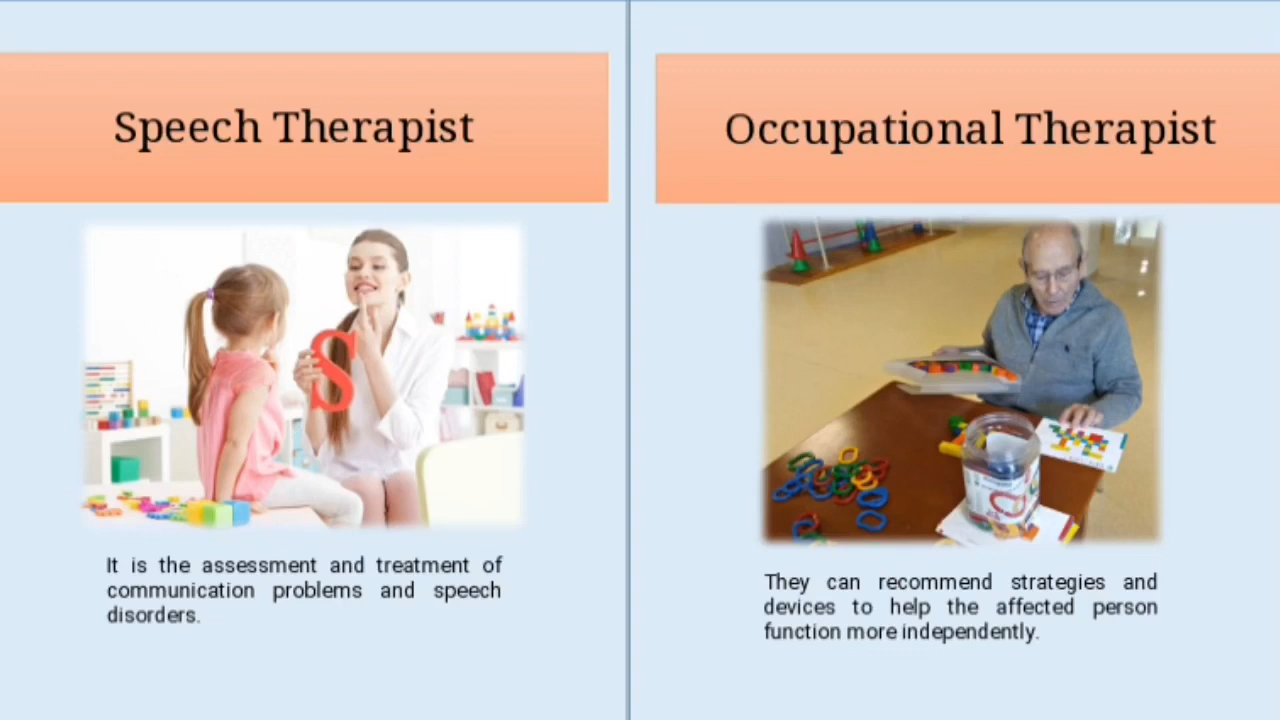 Speech Therapist
It is the assessment and treatment of
communication problems and speech
disorders.
Occupational Therapist
They can recommend strategies and
devices to help the affected person
function more independently.
S